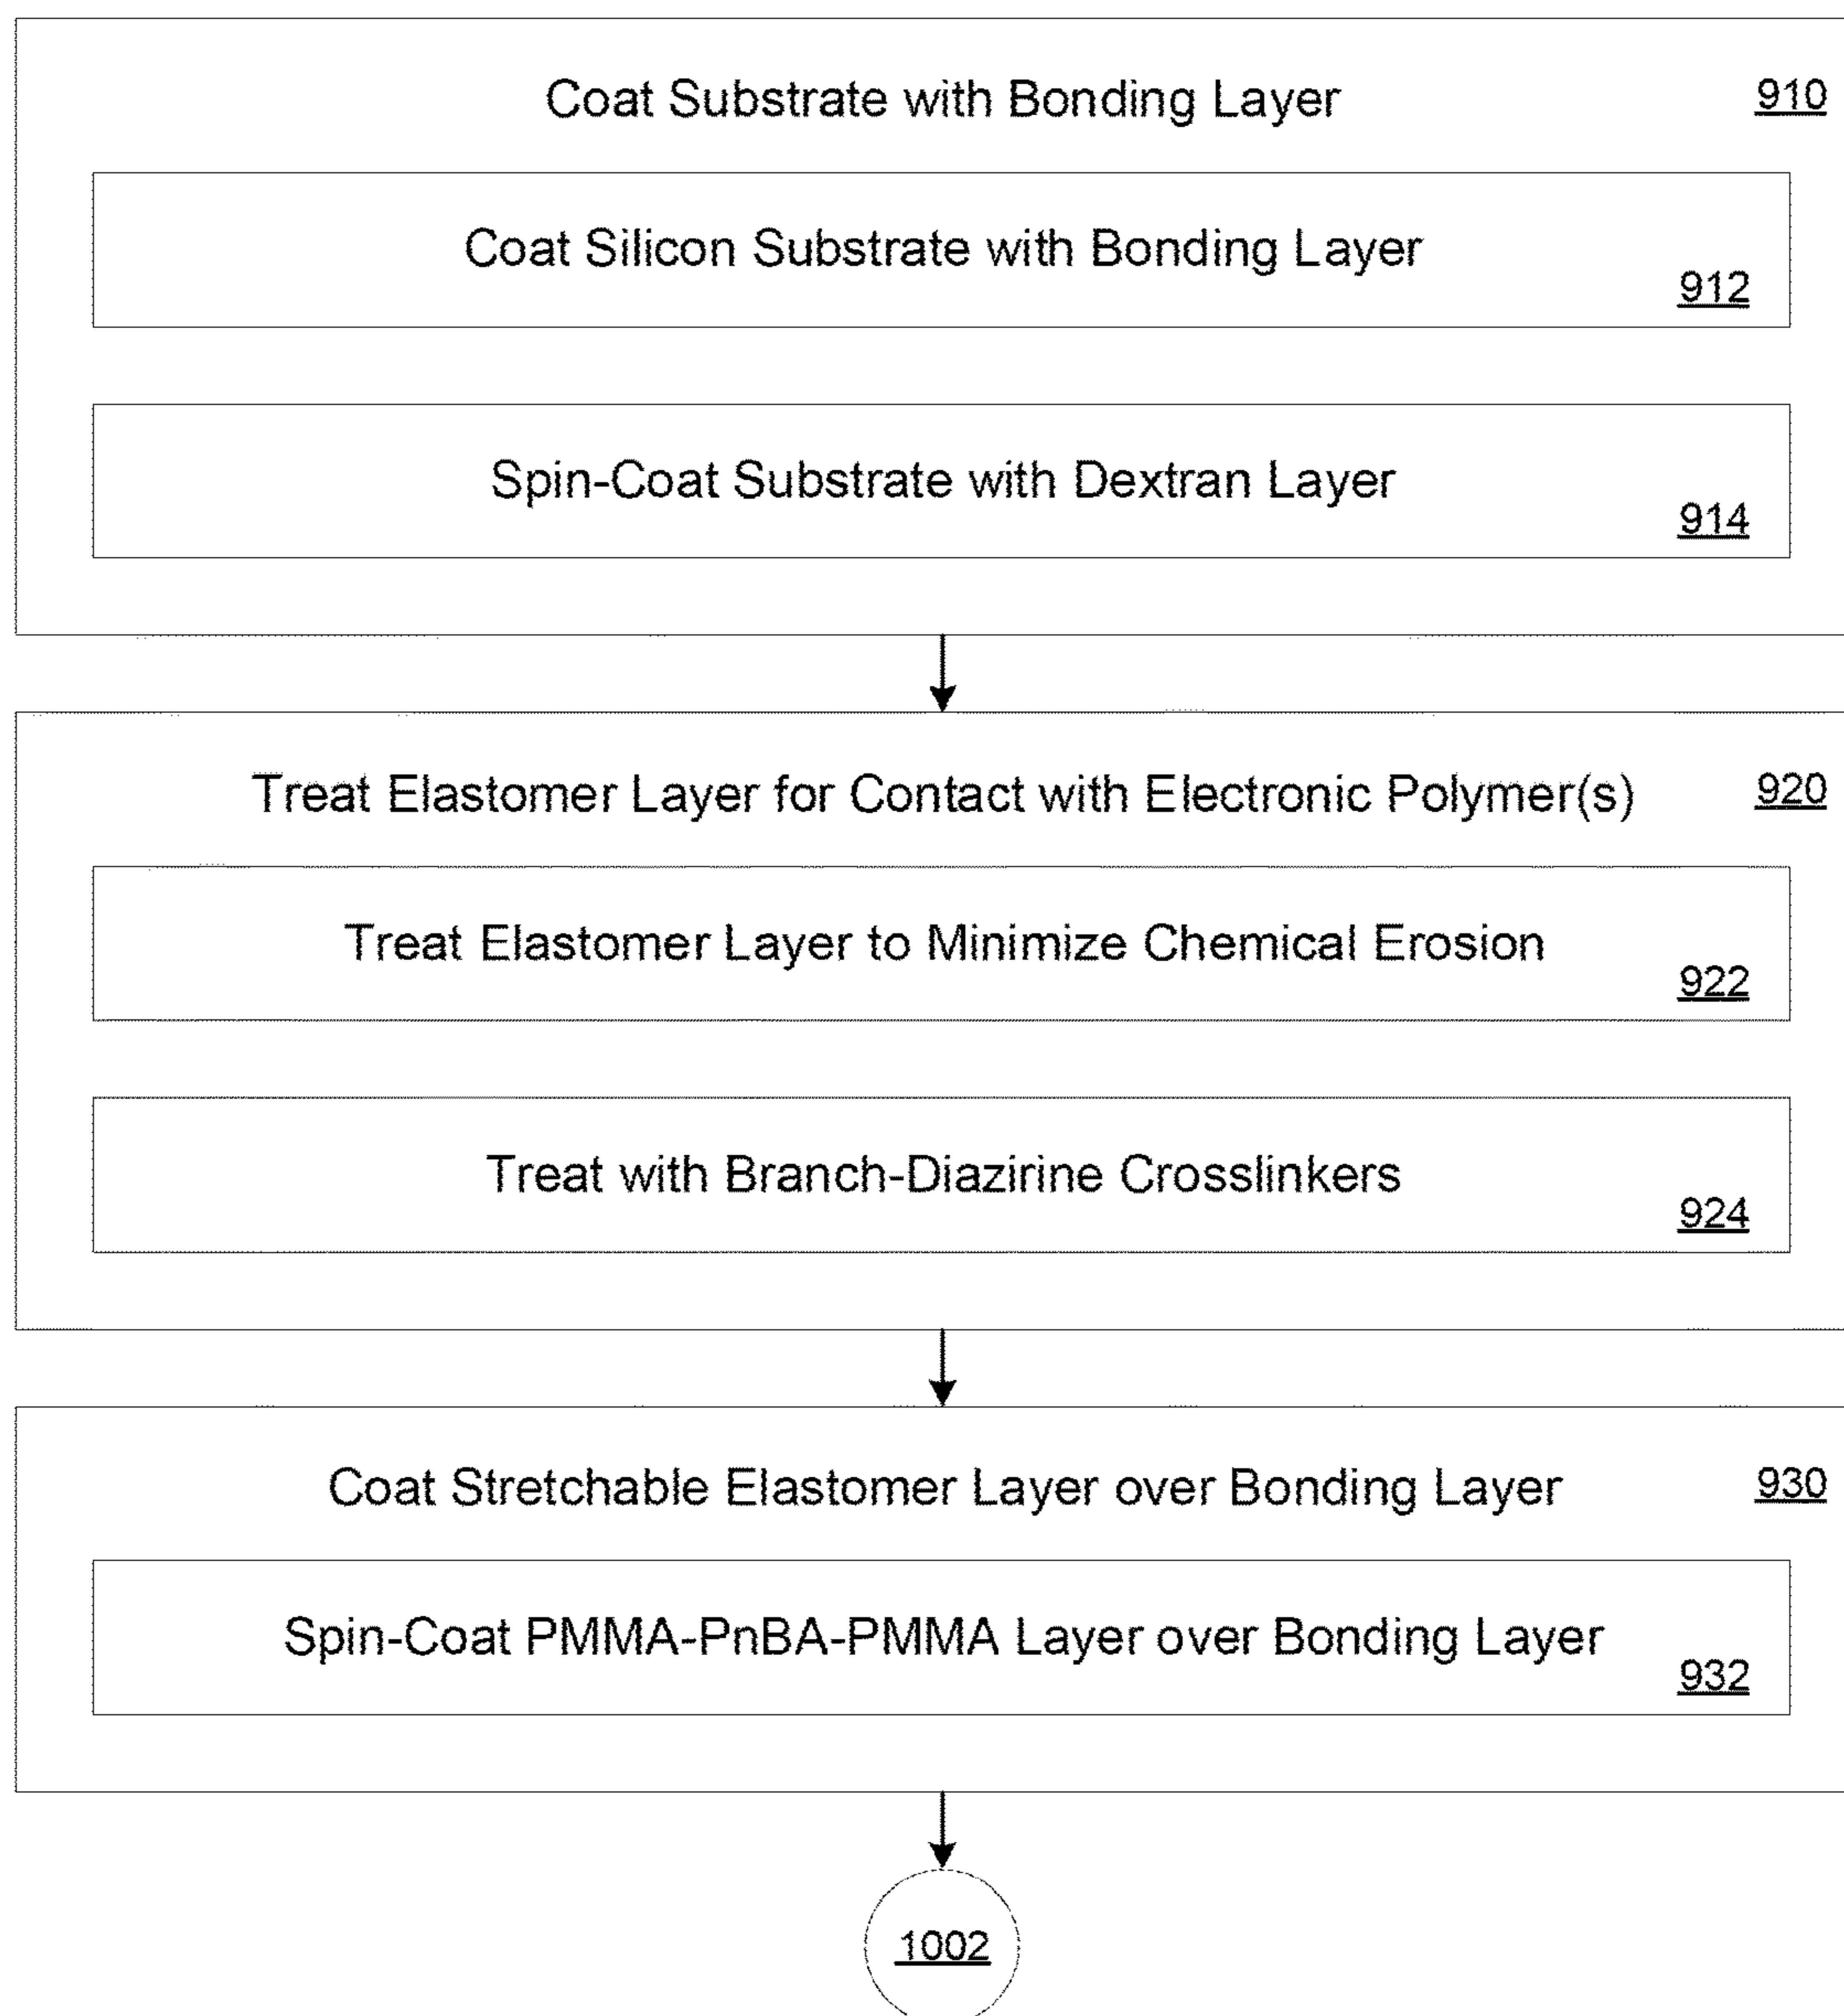 Coat Substrate with Bonding Layer 910
Coat Silicon Substrate with Bonding Layer
912
Spin-Coat Substrate with Dextran Layer
914
Treat Elastomer Layer for Contact with Electronic Polymer(s) 920
Treat Elastomer Layer to Minimize Chemical Erosion
922
Treat with Branch-Diazirine Crosslinkers
924
Coat Stretchable Elastomer Layer over Bonding Layer 930
Spin-Coat PMMA-PnBA-PMMA Layer over Bonding Layer
932
1002